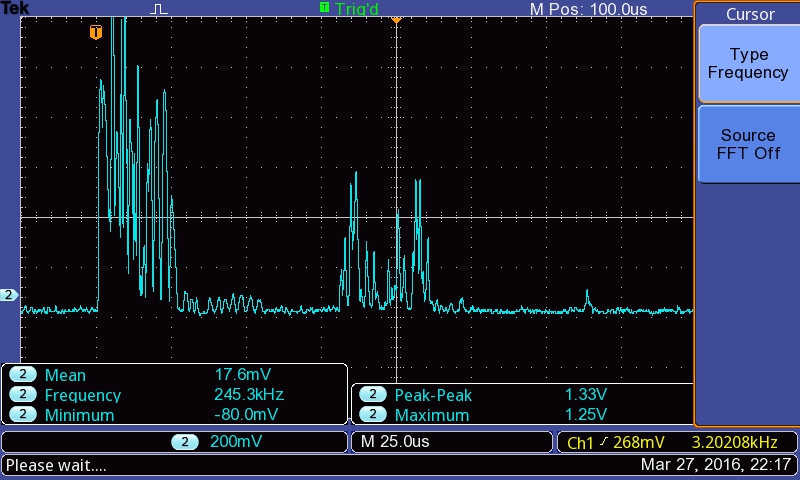 Tek T Trig'd M Pos: 100.0us
Cursor
T
Type
Frequency
Source
FFT Off
2
2 Mean 17.6mV
2 Frequency 245.3kHz
2 Minimum -80.0mV
2 Peak-Peak 1.33V
2 Maximum 1.25V
2 200mV M 25.0us Ch1 268mV 3.20208kHz
Please wait.... Mar 27, 2016, 22:17